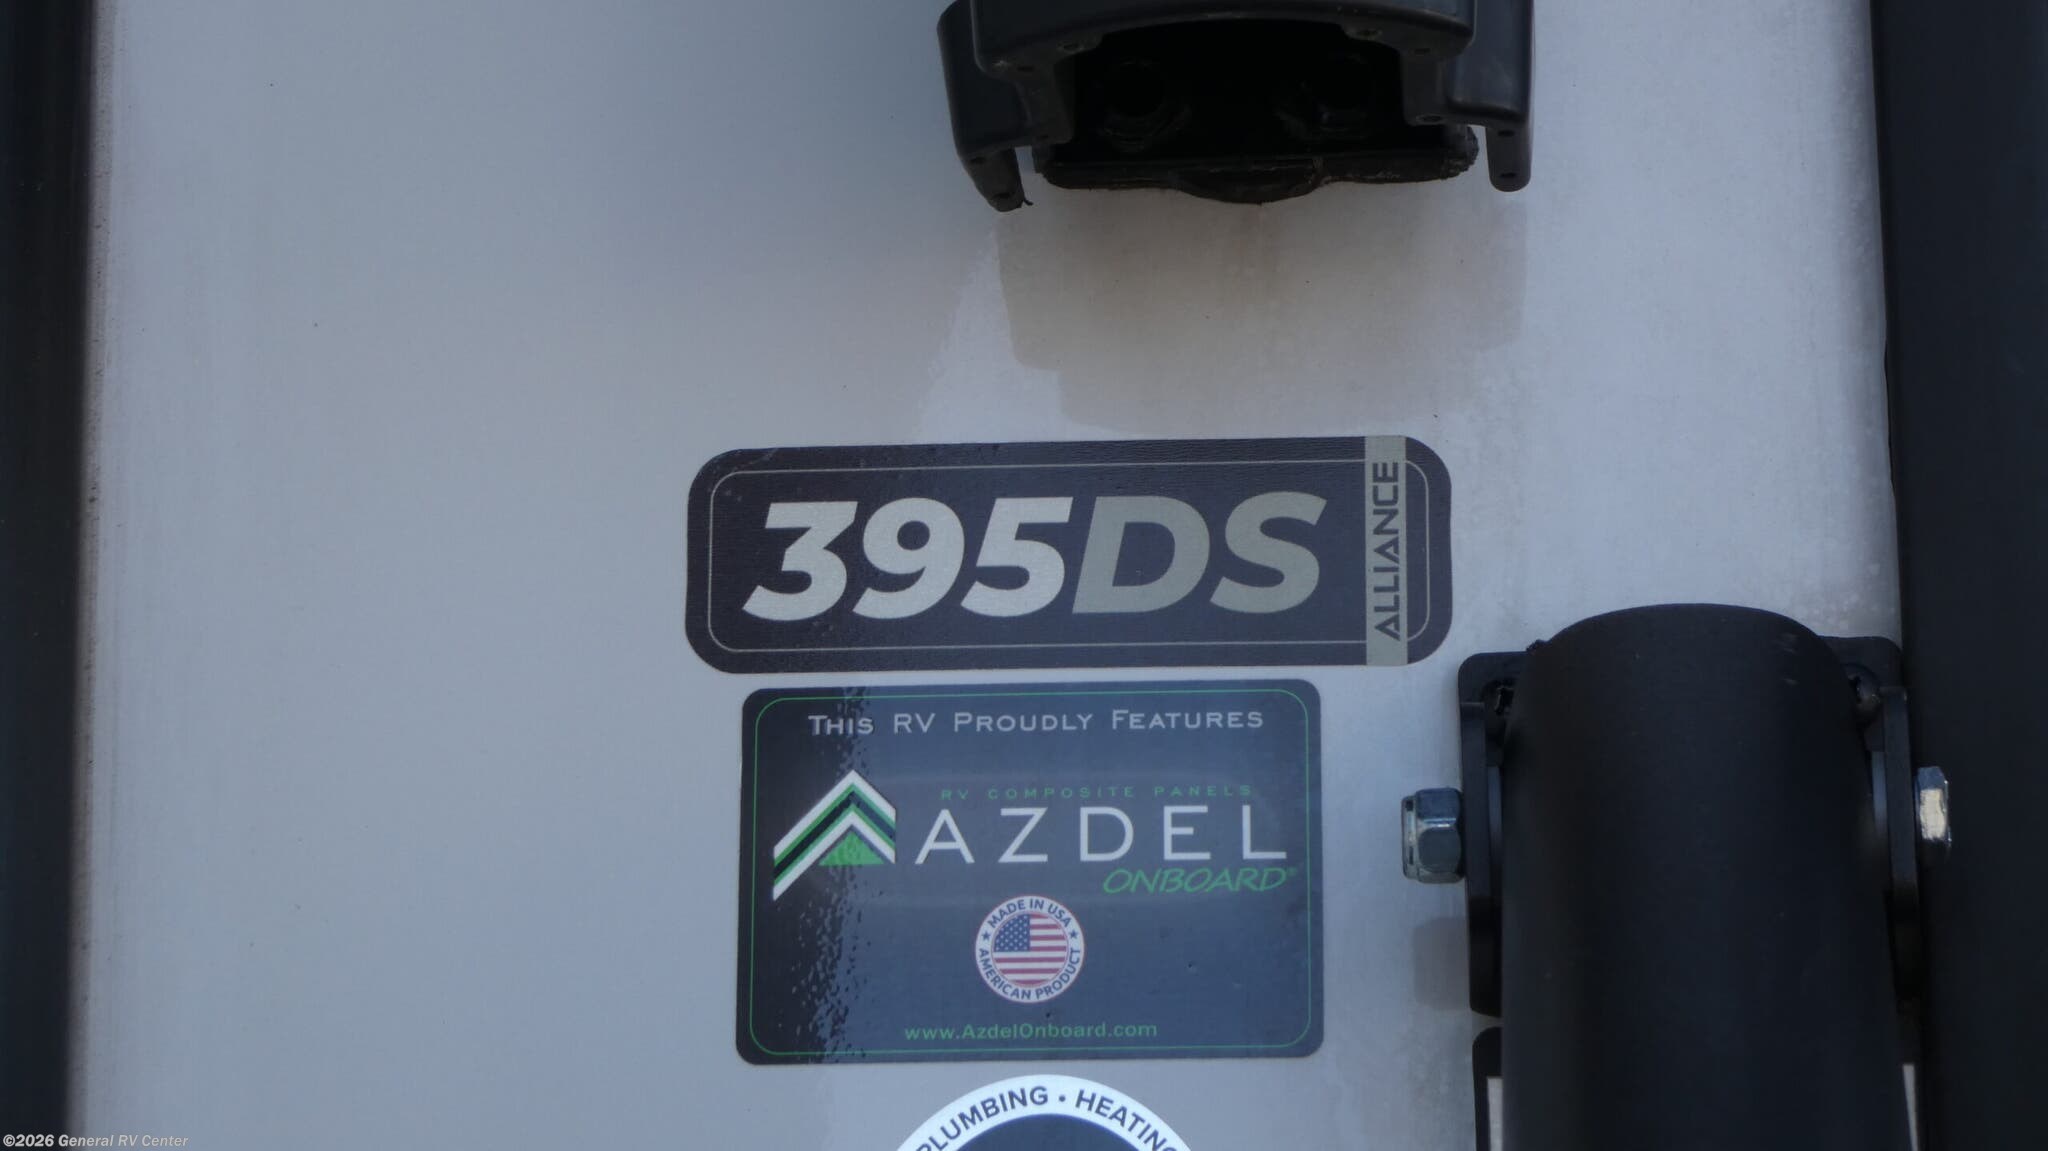 395DS
ALLIANCE
THIS RV PROUDLY FEATURES
RV COMPOSITE PANELS
AZDEL
ONBOARD®
MADE IN USA
AMERICAN PRODUCT
www.AzdelOnboard.com
PLUMBING • HEATING
©2026 General RV Center